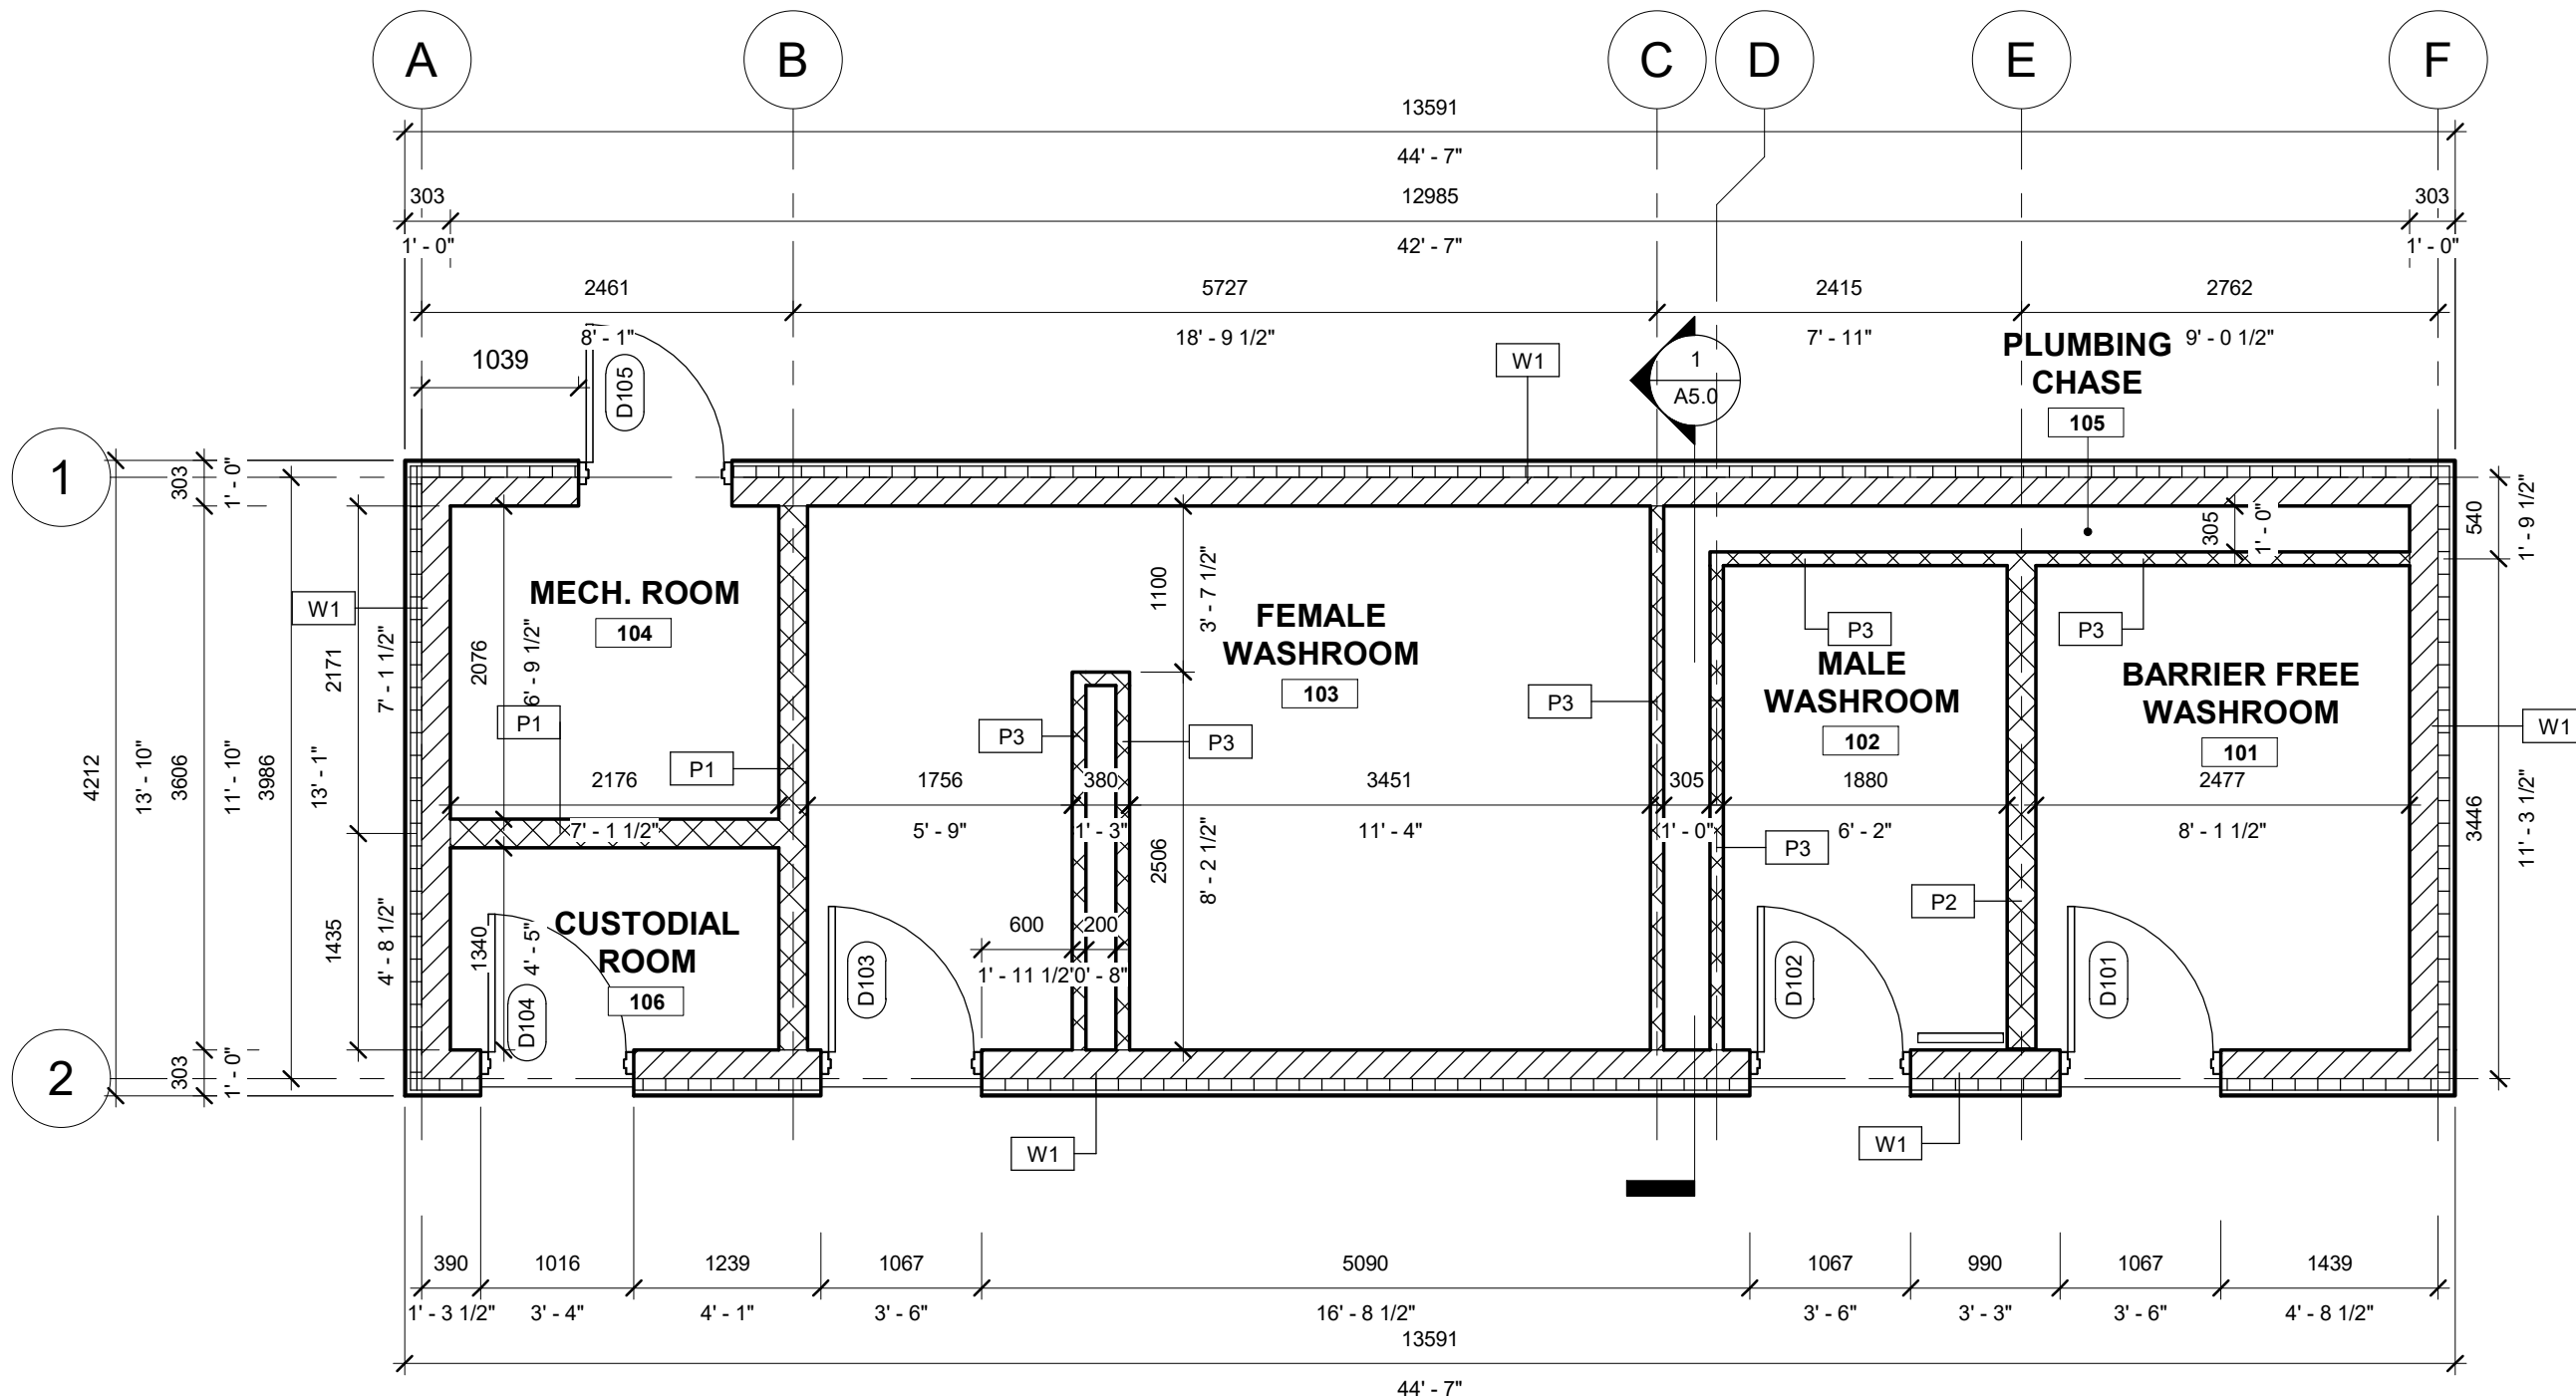 A B C D E F
13591
44' - 7"
303 12985 303
1' - 0" 42' - 7" 1' - 0"
2461 5727 2415 2762
8' - 1" 18' - 9 1/2" 7' - 11" 9' - 0 1/2"
1039
D105
W1
1
A5.0
PLUMBING
CHASE
105
1
303
1' - 0"
305
1' - 0"
540
1' - 9 1/2"
MECH. ROOM
104
W1
2076
6' - 9 1/2"
2171
7' - 1 1/2"
P1
P1
1100
3' - 7 1/2"
FEMALE
WASHROOM
103
P3
P3
P3
P3
MALE
WASHROOM
102
P3
BARRIER FREE
WASHROOM
101
W1
4212
13' - 10"
3606
11' - 10"
3986
13' - 1"
2176 1756 380 3451 305 1880 2477
7' - 1 1/2" 5' - 9" 1' - 3" 11' - 4" 1' - 0" 6' - 2" 8' - 1 1/2"
P3
3446
11' - 3 1/2"
2506
8' - 2 1/2"
P2
1435
4' - 8 1/2"
1340
4' - 5"
CUSTODIAL
ROOM
106
D104
D103
600 200
1' - 11 1/2" 0' - 8"
D102
D101
2
303
1' - 0"
W1
W1
390 1016 1239 1067 5090 1067 990 1067 1439
1' - 3 1/2" 3' - 4" 4' - 1" 3' - 6" 16' - 8 1/2" 3' - 6" 3' - 3" 3' - 6" 4' - 8 1/2"
13591
44' - 7"